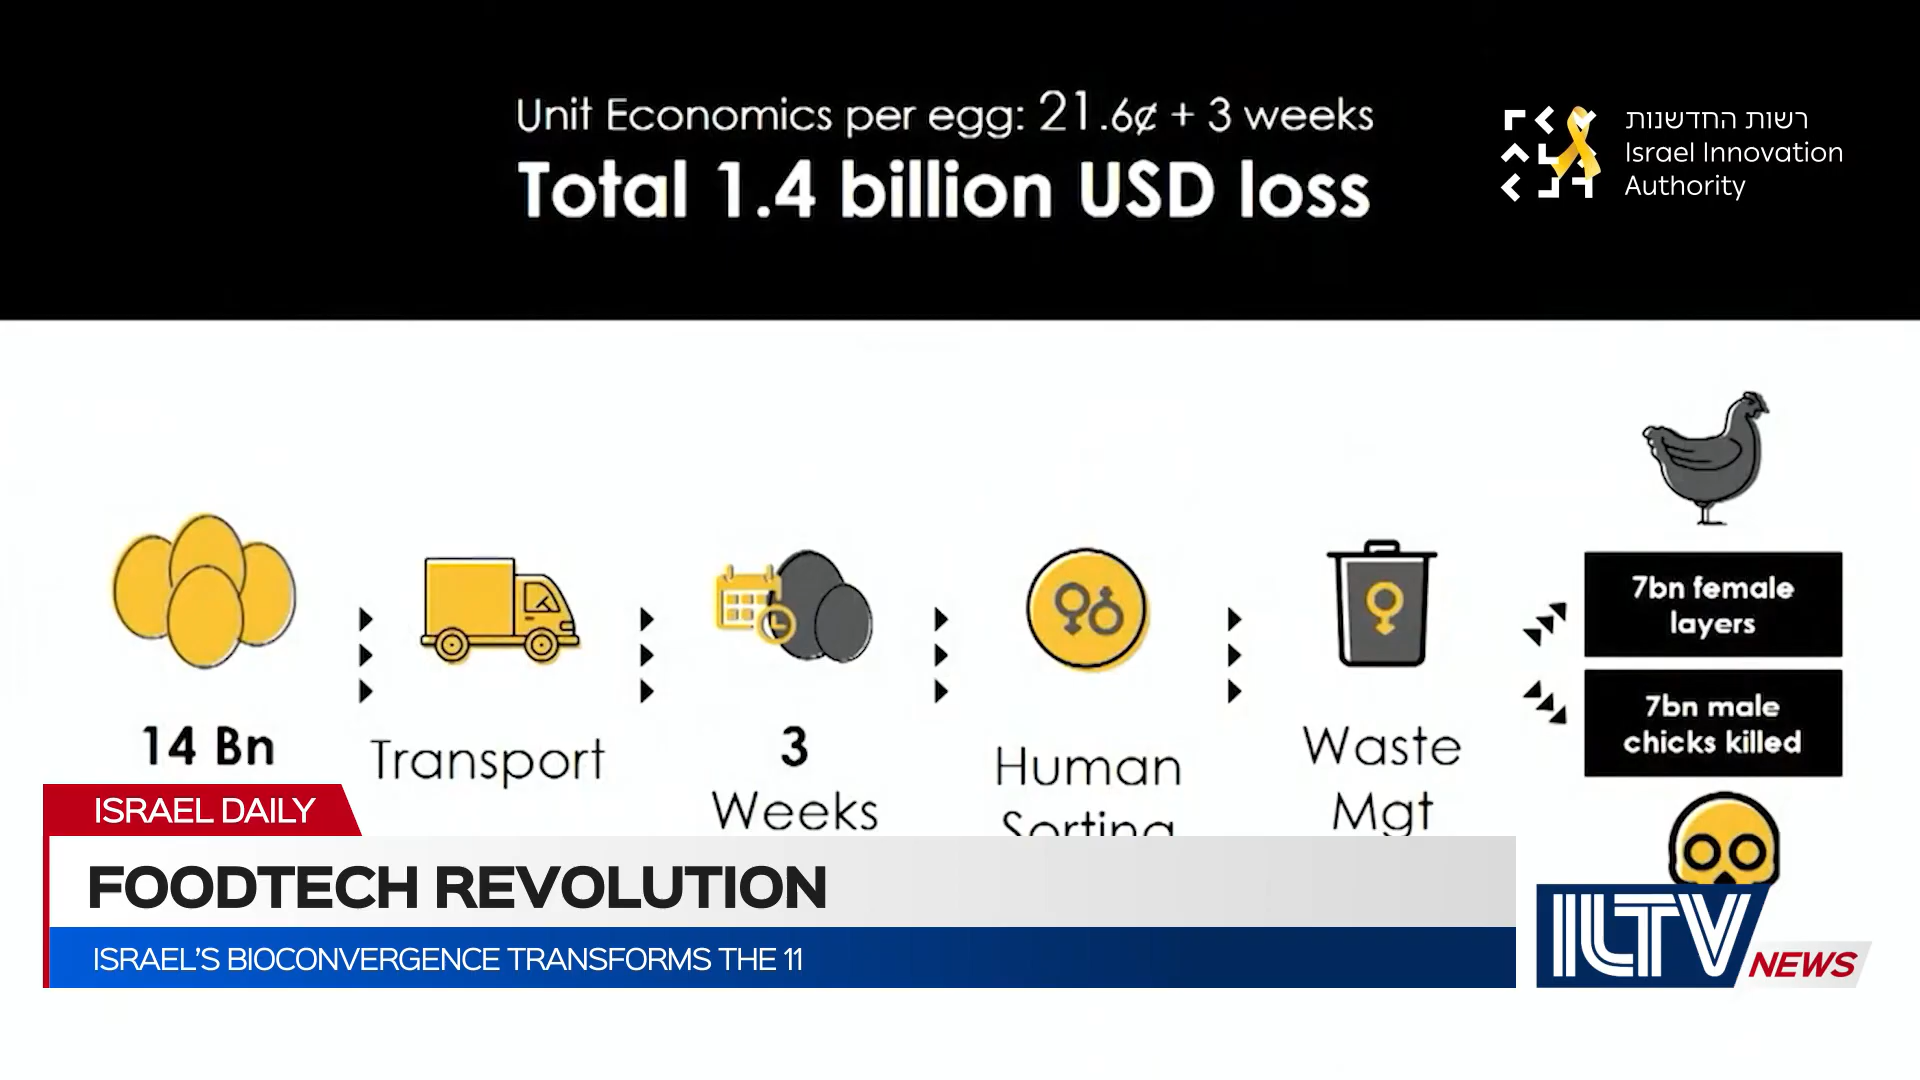 Unit Economics per egg: 21.6¢ + 3 weeks
Total 1.4 billion USD loss
רשות החדשנות
Israel Innovation
Authority
14 Bn
Transport
3
Weeks
Human
Sorting
Waste
Mgt
7bn female
layers
7bn male
chicks killed
ISRAEL DAILY
FOODTECH REVOLUTION
ISRAEL'S BIOCONVERGENCE TRANSFORMS THE 11
ILTV
NEWS